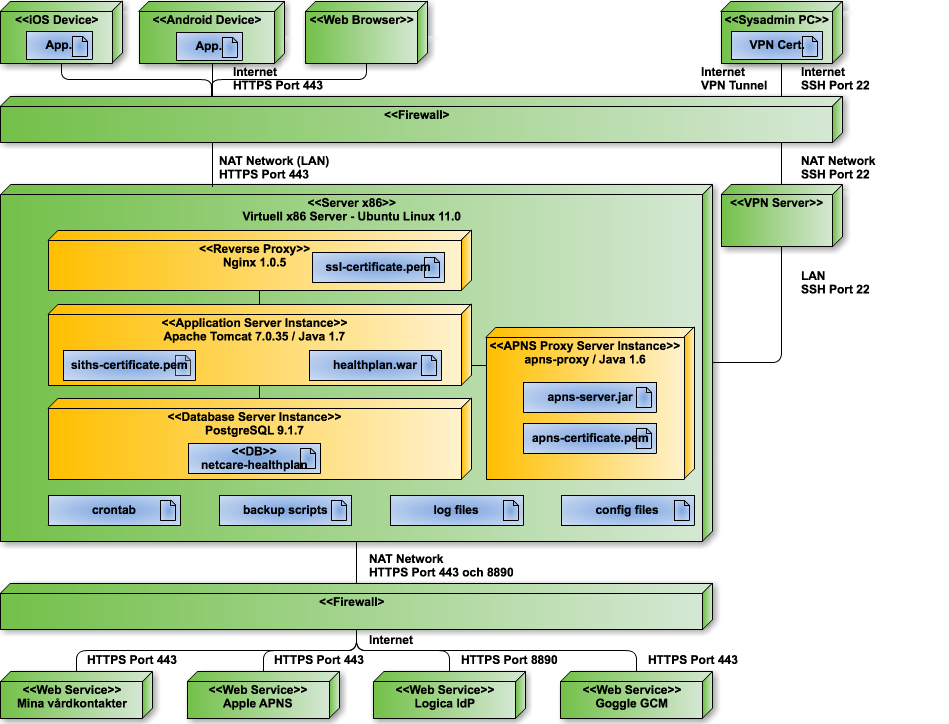 <<iOS Device>>
App.
<<Android Device>>
App.
<<Web Browser>>
<<Sysadmin PC>>
VPN Cert.
Internet
HTTPS Port 443
Internet
VPN Tunnel
Internet
SSH Port 22
<<Firewall>
NAT Network (LAN)
HTTPS Port 443
NAT Network
SSH Port 22
<<Server x86>>
Virtuell x86 Server - Ubuntu Linux 11.0
<<VPN Server>>
<<Reverse Proxy>>
Nginx 1.0.5
ssl-certificate.pem
LAN
SSH Port 22
<<Application Server Instance>>
Apache Tomcat 7.0.35 / Java 1.7
siths-certificate.pem
healthplan.war
<<APNS Proxy Server Instance>>
apns-proxy / Java 1.6
apns-server.jar
apns-certificate.pem
<<Database Server Instance>>
PostgreSQL 9.1.7
<<DB>>
netcare-healthplan
crontab
backup scripts
log files
config files
NAT Network
HTTPS Port 443 och 8890
<<Firewall>
Internet
HTTPS Port 443
HTTPS Port 443
HTTPS Port 8890
HTTPS Port 443
<<Web Service>>
Mina vårdkontakter
<<Web Service>>
Apple APNS
<<Web Service>>
Logica IdP
<<Web Service>>
Goggle GCM